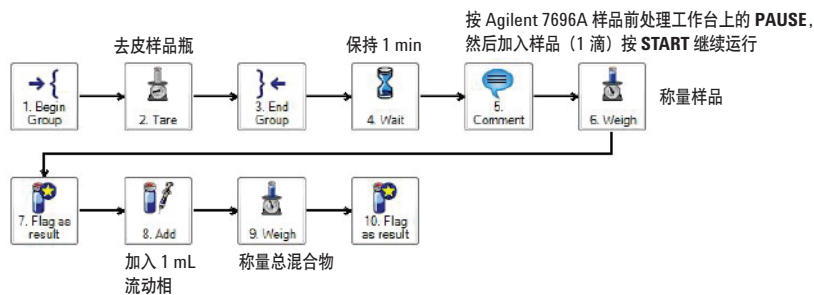 按 Agilent 7696A 样品前处理工作台上的 PAUSE，
然后加入样品（1 滴）按 START 继续运行
去皮样品瓶
保持 1 min
1. Begin
Group
2. Tare
3. End
Group
4. Wait
5.
Comment
6. Weigh
称量样品
7. Flag as
result
8. Add
9. Weigh
10. Flag
as result
加入 1 mL
流动相
称量总混合物